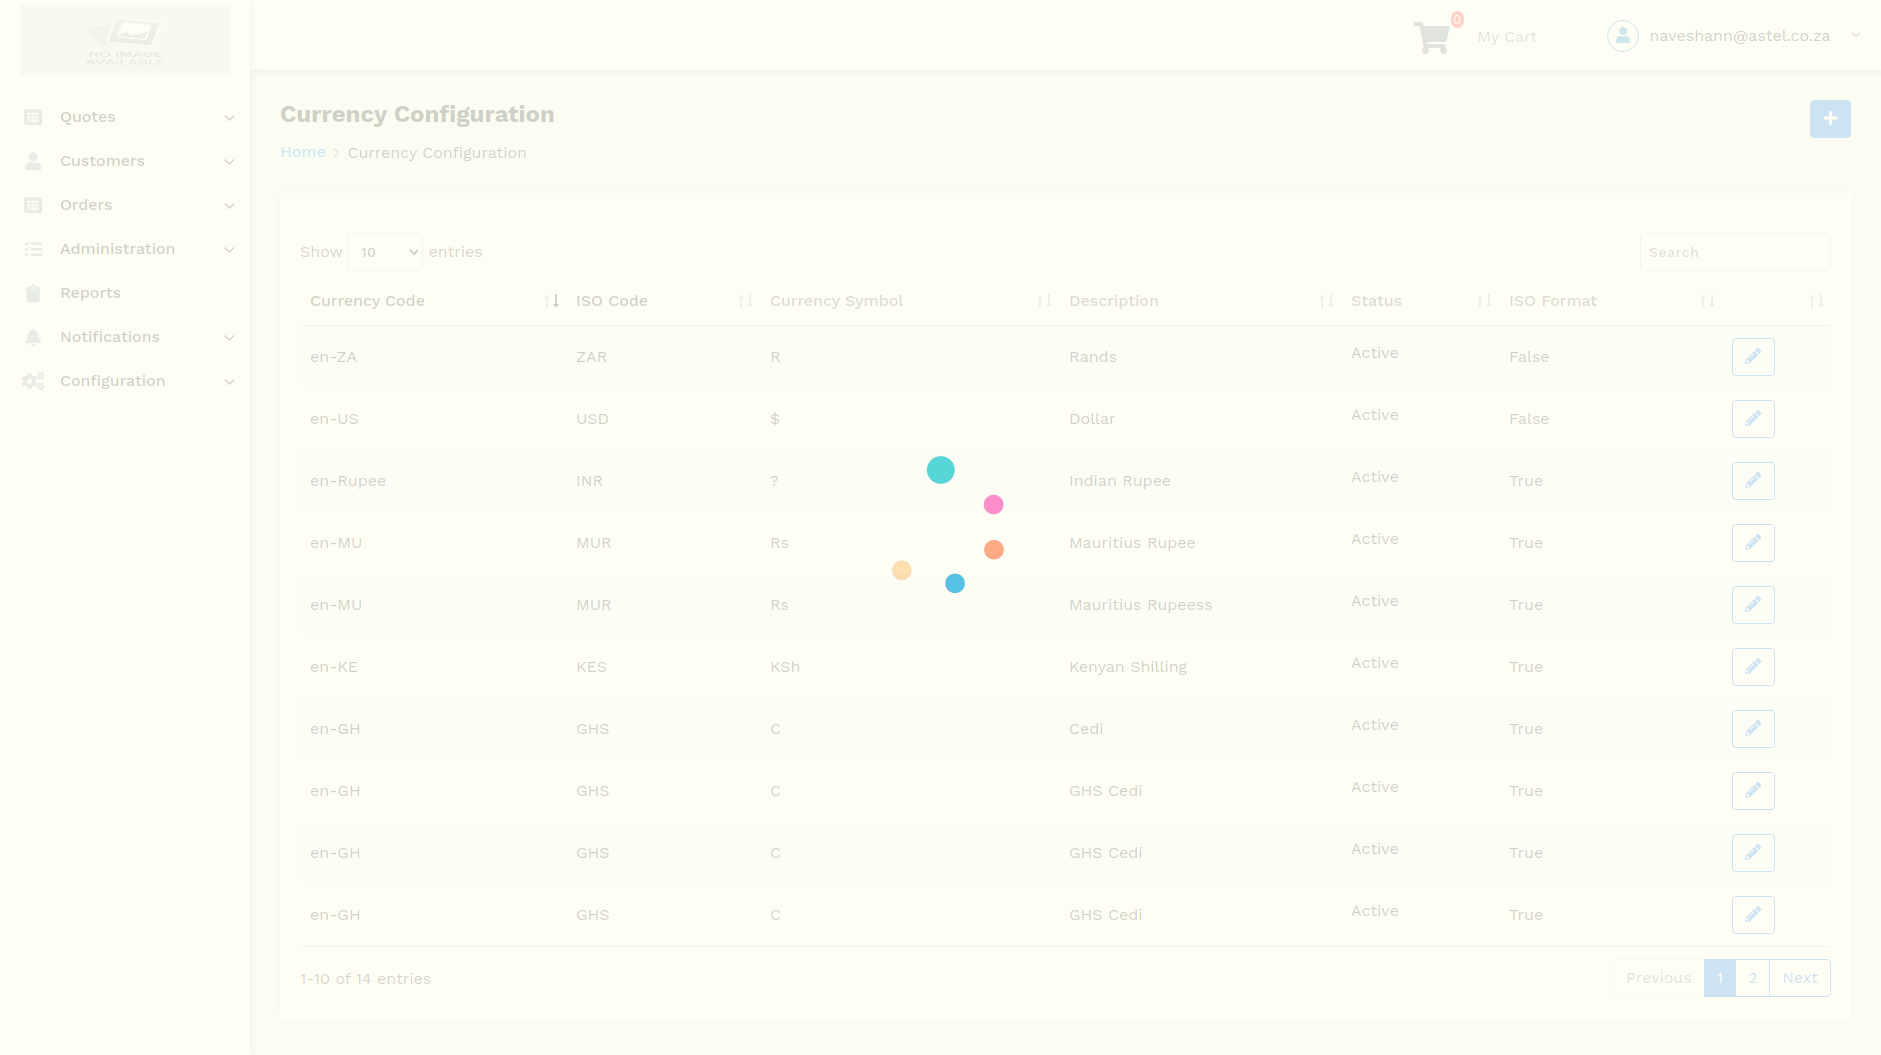 NO IMAGE
AVAILABLE
0
My Cart
naveshann@astel.co.za
Quotes
Customers
Orders
Administration
Reports
Notifications
Configuration
Currency Configuration
Home Currency Configuration
Show 10 entries
Search
Currency Code ISO Code Currency Symbol Description Status ISO Format
en-ZA ZAR R Rands Active False
en-US USD $ Dollar Active False
en-Rupee INR ? Indian Rupee Active True
en-MU MUR Rs Mauritius Rupee Active True
en-MU MUR Rs Mauritius Rupeess Active True
en-KE KES KSh Kenyan Shilling Active True
en-GH GHS C Cedi Active True
en-GH GHS C GHS Cedi Active True
en-GH GHS C GHS Cedi Active True
en-GH GHS C GHS Cedi Active True
1-10 of 14 entries
Previous 1 2 Next